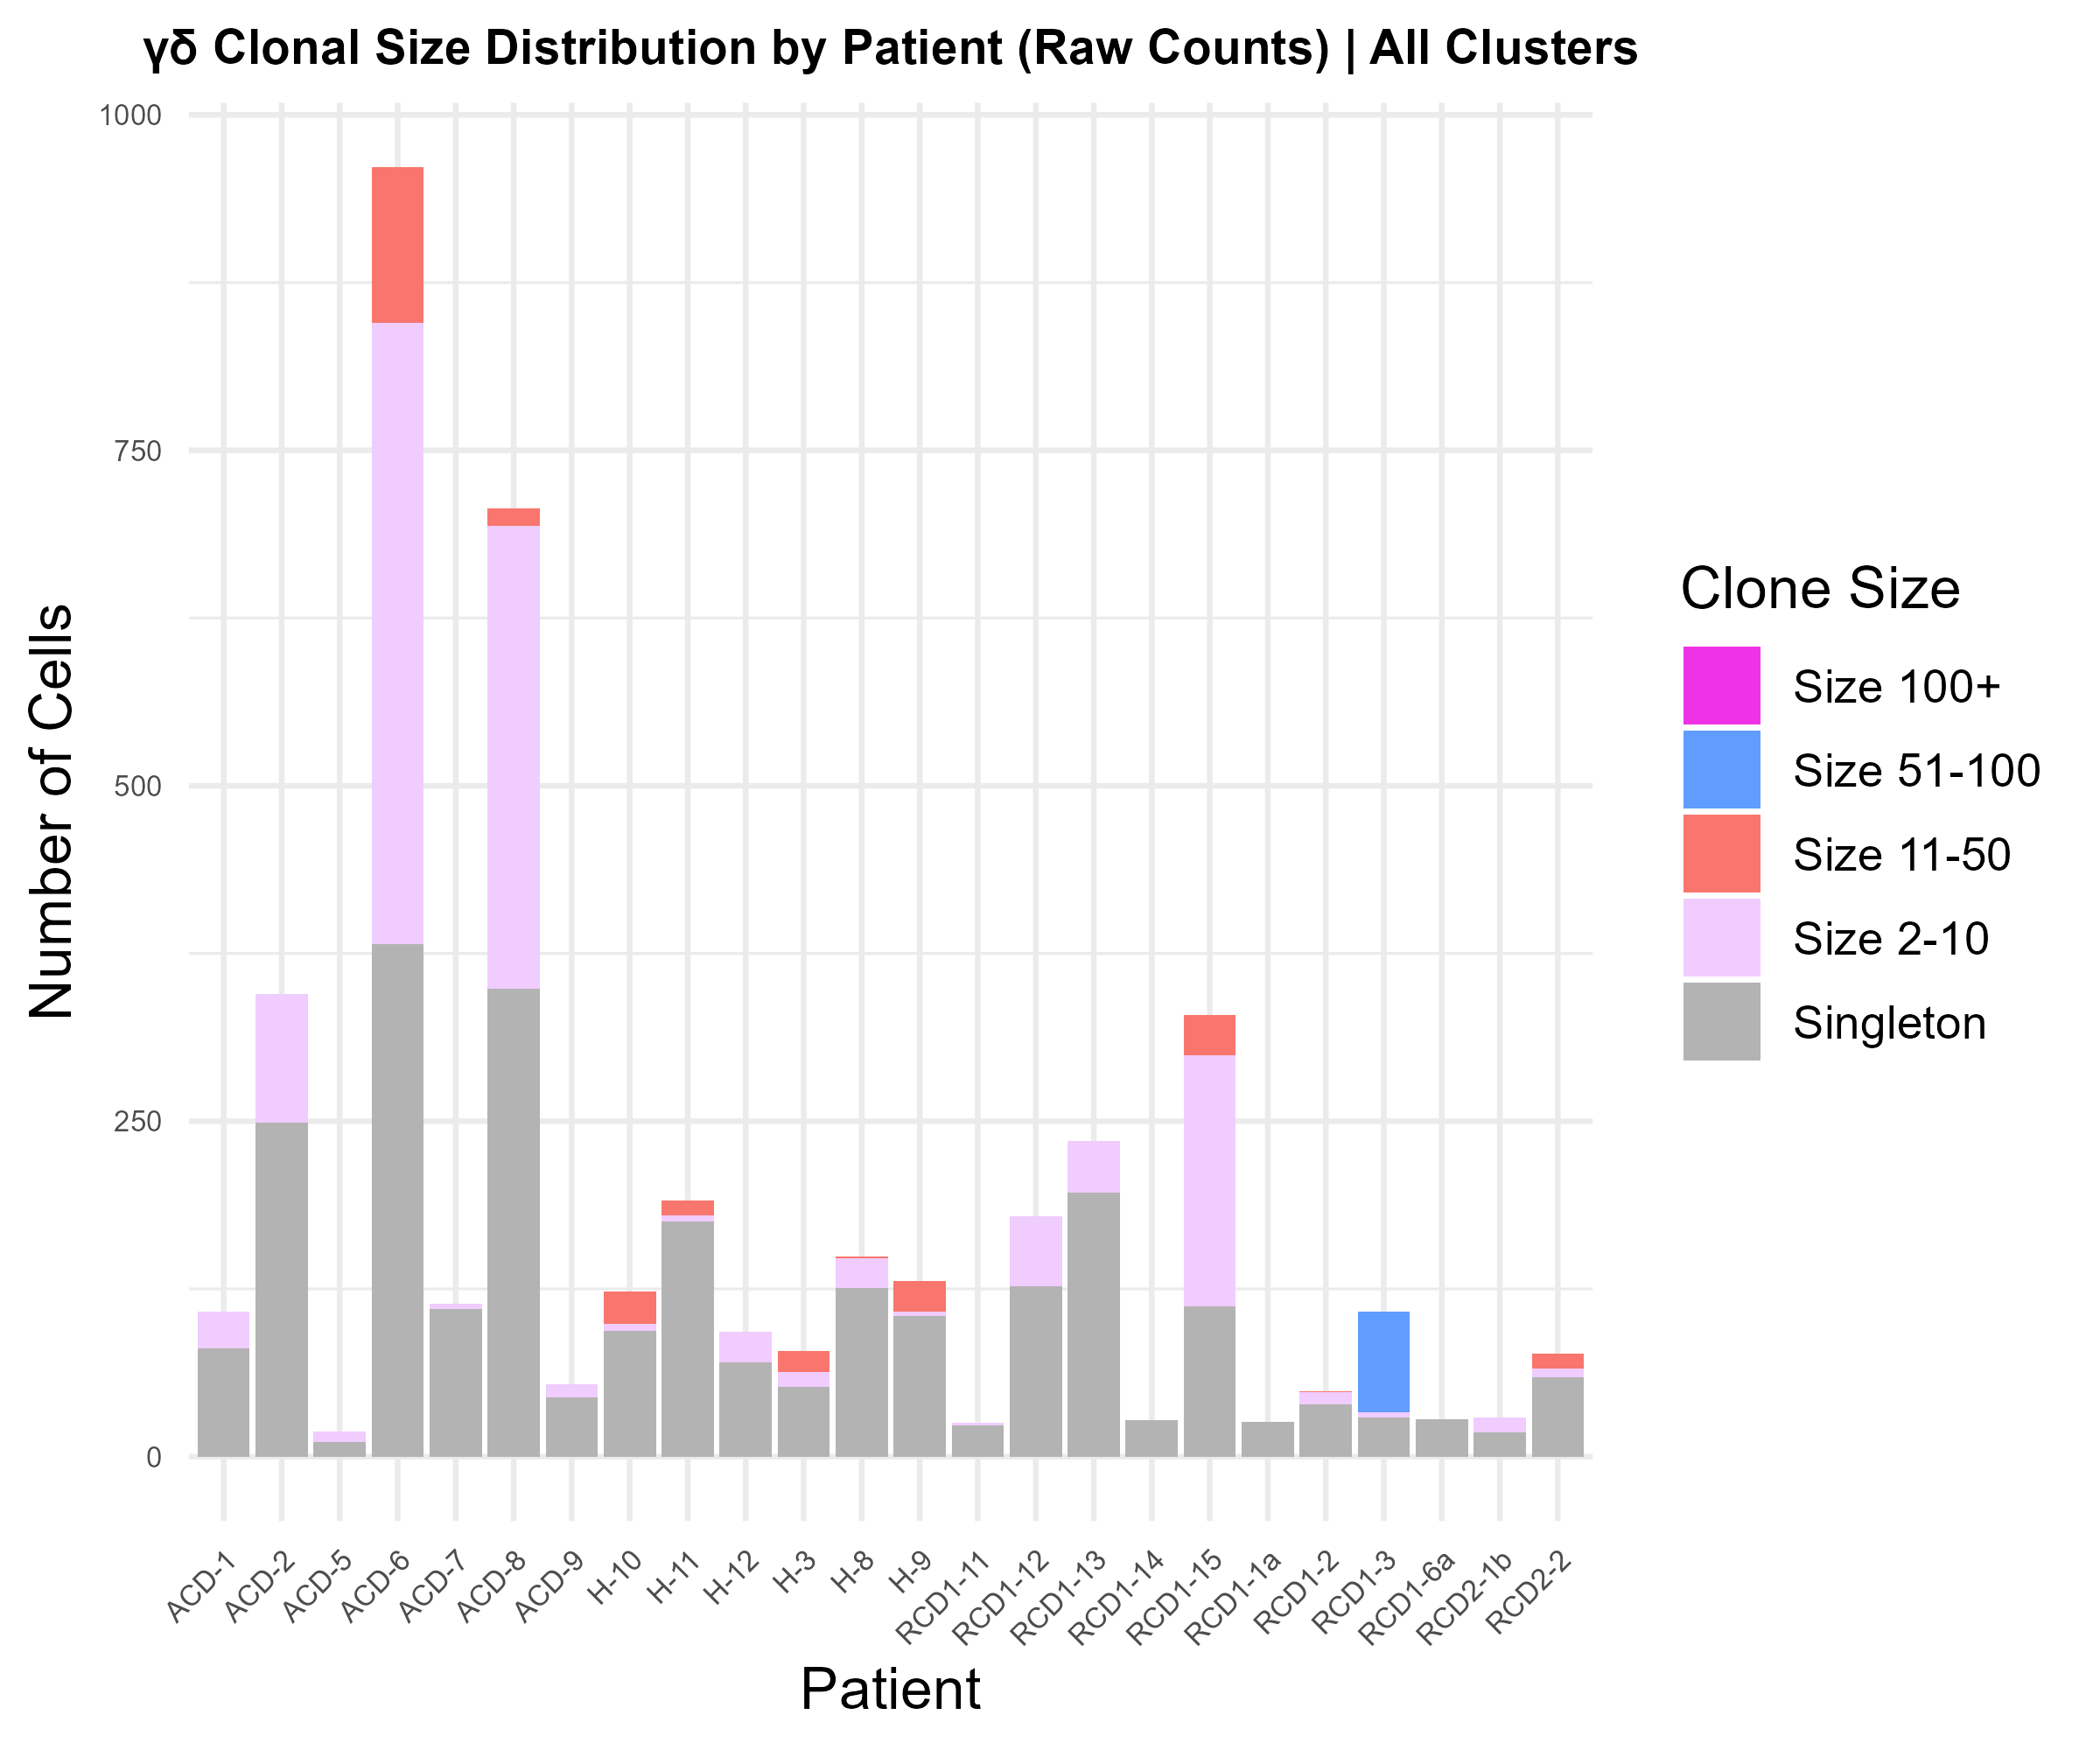 γδ Clonal Size Distribution by Patient (Raw Counts) | All Clusters
Number of Cells
1000
750
500
250
0
ACD-1
ACD-2
ACD-5
ACD-6
ACD-7
ACD-8
ACD-9
H-10
H-11
H-12
H-3
H-8
H-9
RCD1-11
RCD1-12
RCD1-13
RCD1-14
RCD1-15
RCD1-1a
RCD1-2
RCD1-3
RCD1-6a
RCD2-1b
RCD2-2
Patient
Clone Size
Size 100+
Size 51-100
Size 11-50
Size 2-10
Singleton